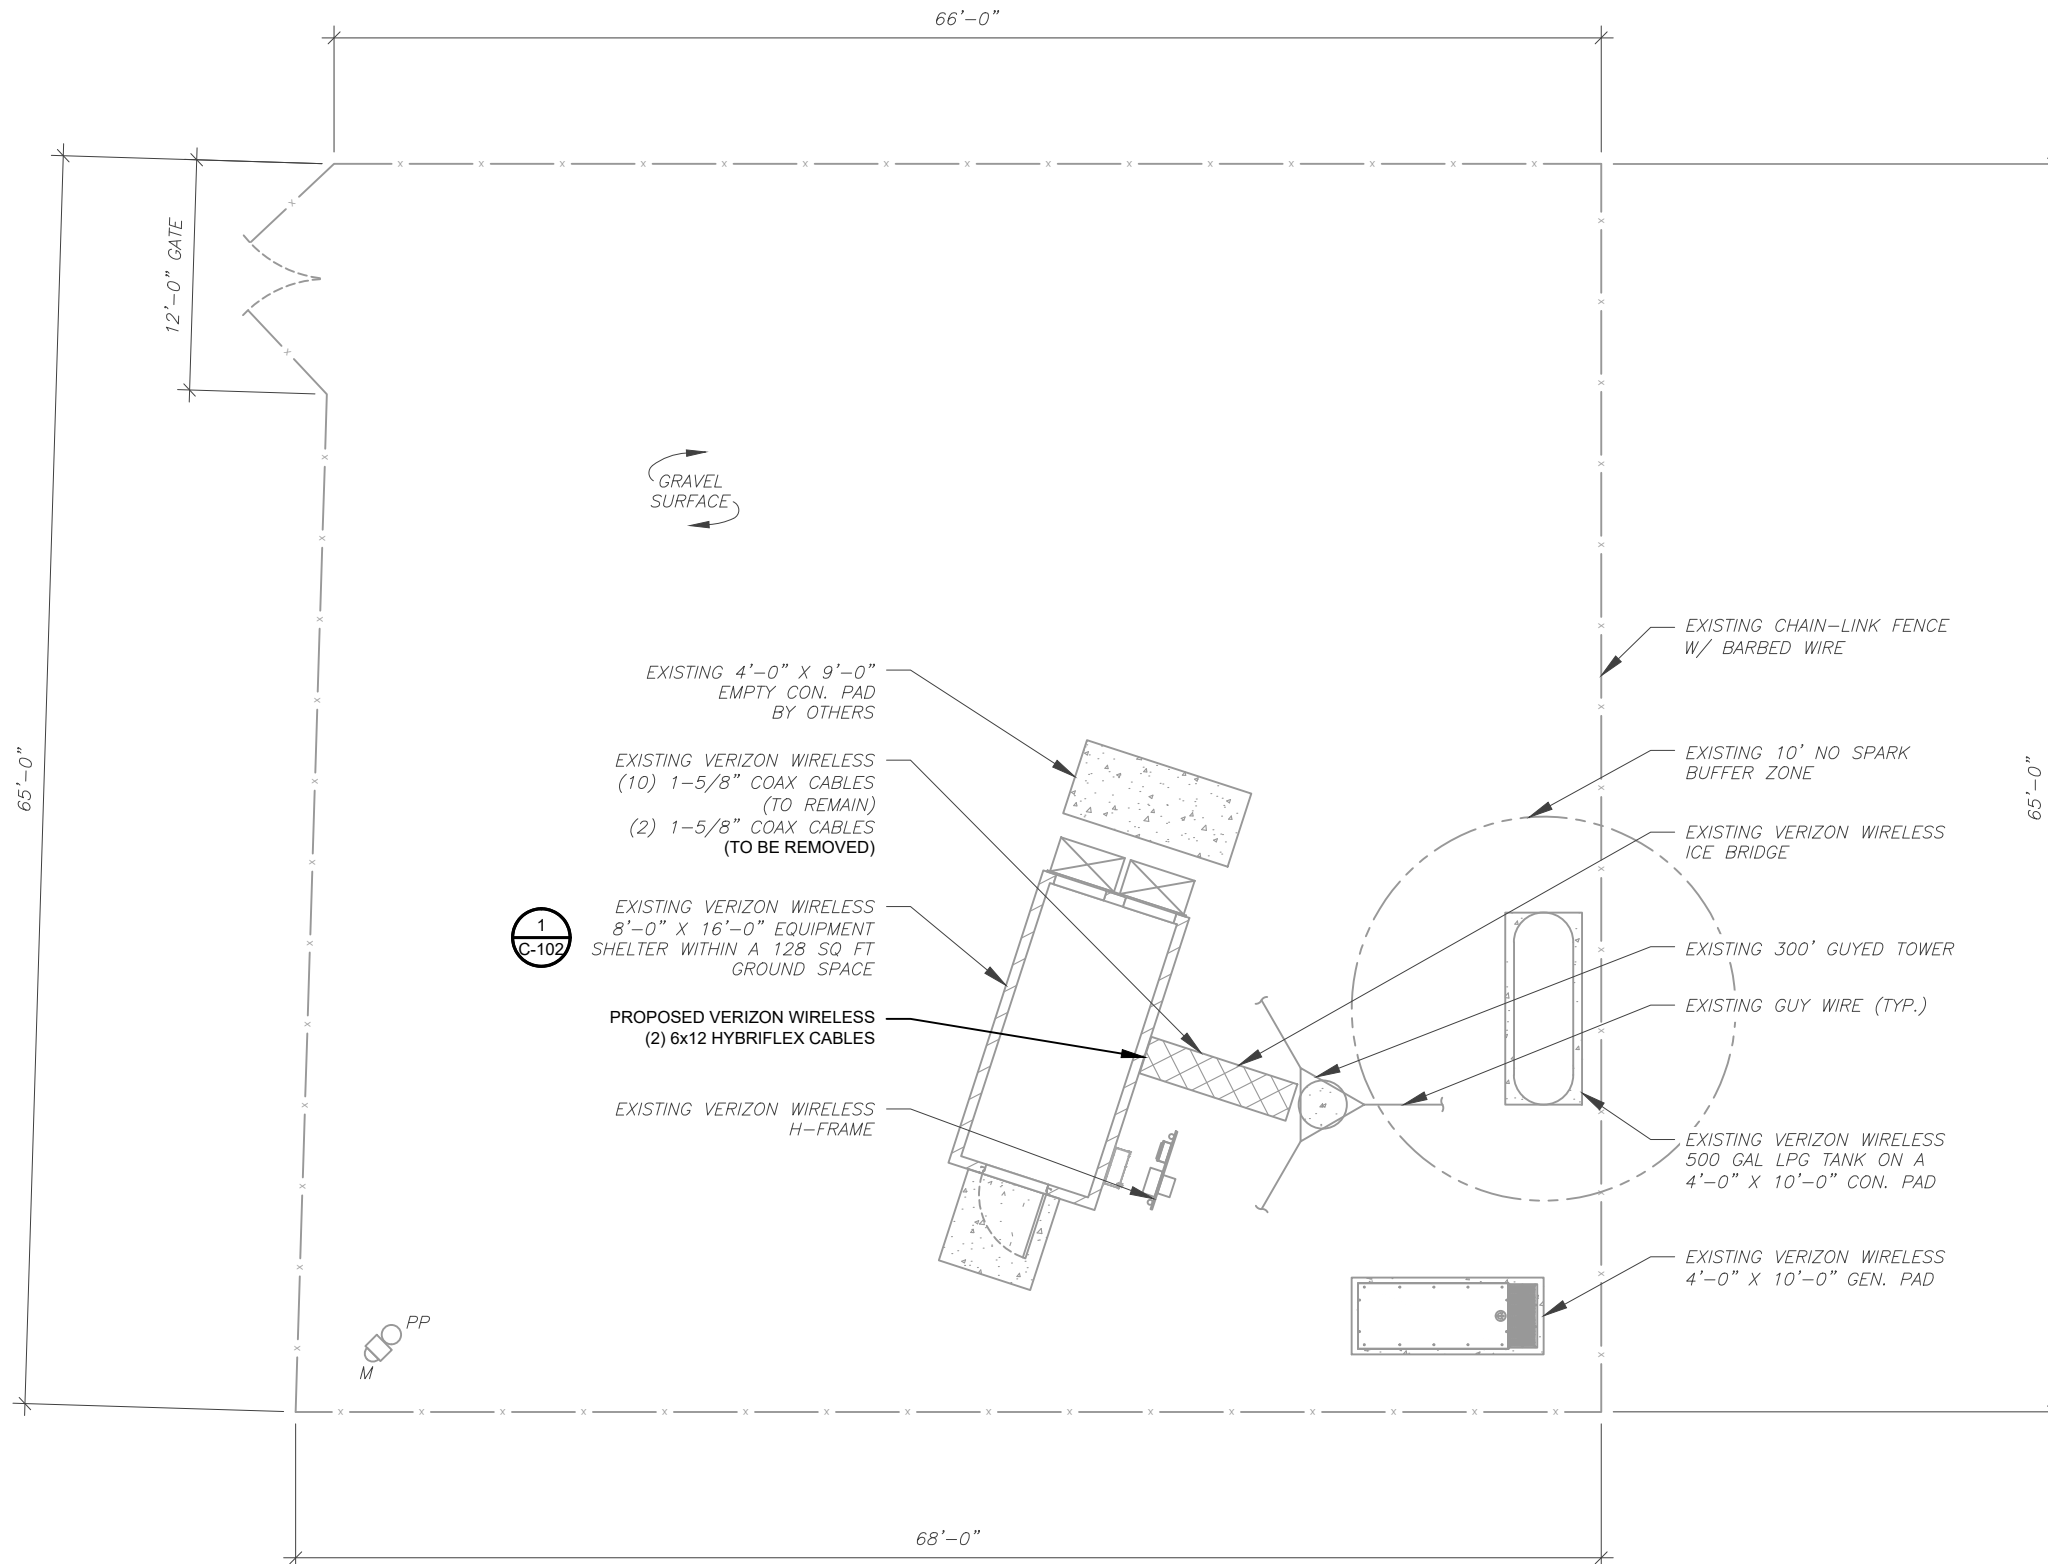 66'-0"
12'-0" GATE
65'-0"
GRAVEL
SURFACE
EXISTING 4'-0" X 9'-0"
EMPTY CON. PAD
BY OTHERS
EXISTING VERIZON WIRELESS
(10) 1-5/8" COAX CABLES
(TO REMAIN)
(2) 1-5/8" COAX CABLES
(TO BE REMOVED)
1
C-102
EXISTING VERIZON WIRELESS
8'-0" X 16'-0" EQUIPMENT
SHELTER WITHIN A 128 SQ FT
GROUND SPACE
PROPOSED VERIZON WIRELESS
(2) 6x12 HYBRIFLEX CABLES
EXISTING VERIZON WIRELESS
H-FRAME
EXISTING CHAIN-LINK FENCE
W/ BARBED WIRE
EXISTING 10' NO SPARK
BUFFER ZONE
EXISTING VERIZON WIRELESS
ICE BRIDGE
EXISTING 300' GUYED TOWER
EXISTING GUY WIRE (TYP.)
EXISTING VERIZON WIRELESS
500 GAL LPG TANK ON A
4'-0" X 10'-0" CON. PAD
EXISTING VERIZON WIRELESS
4'-0" X 10'-0" GEN. PAD
65'-0"
PP
M
68'-0"